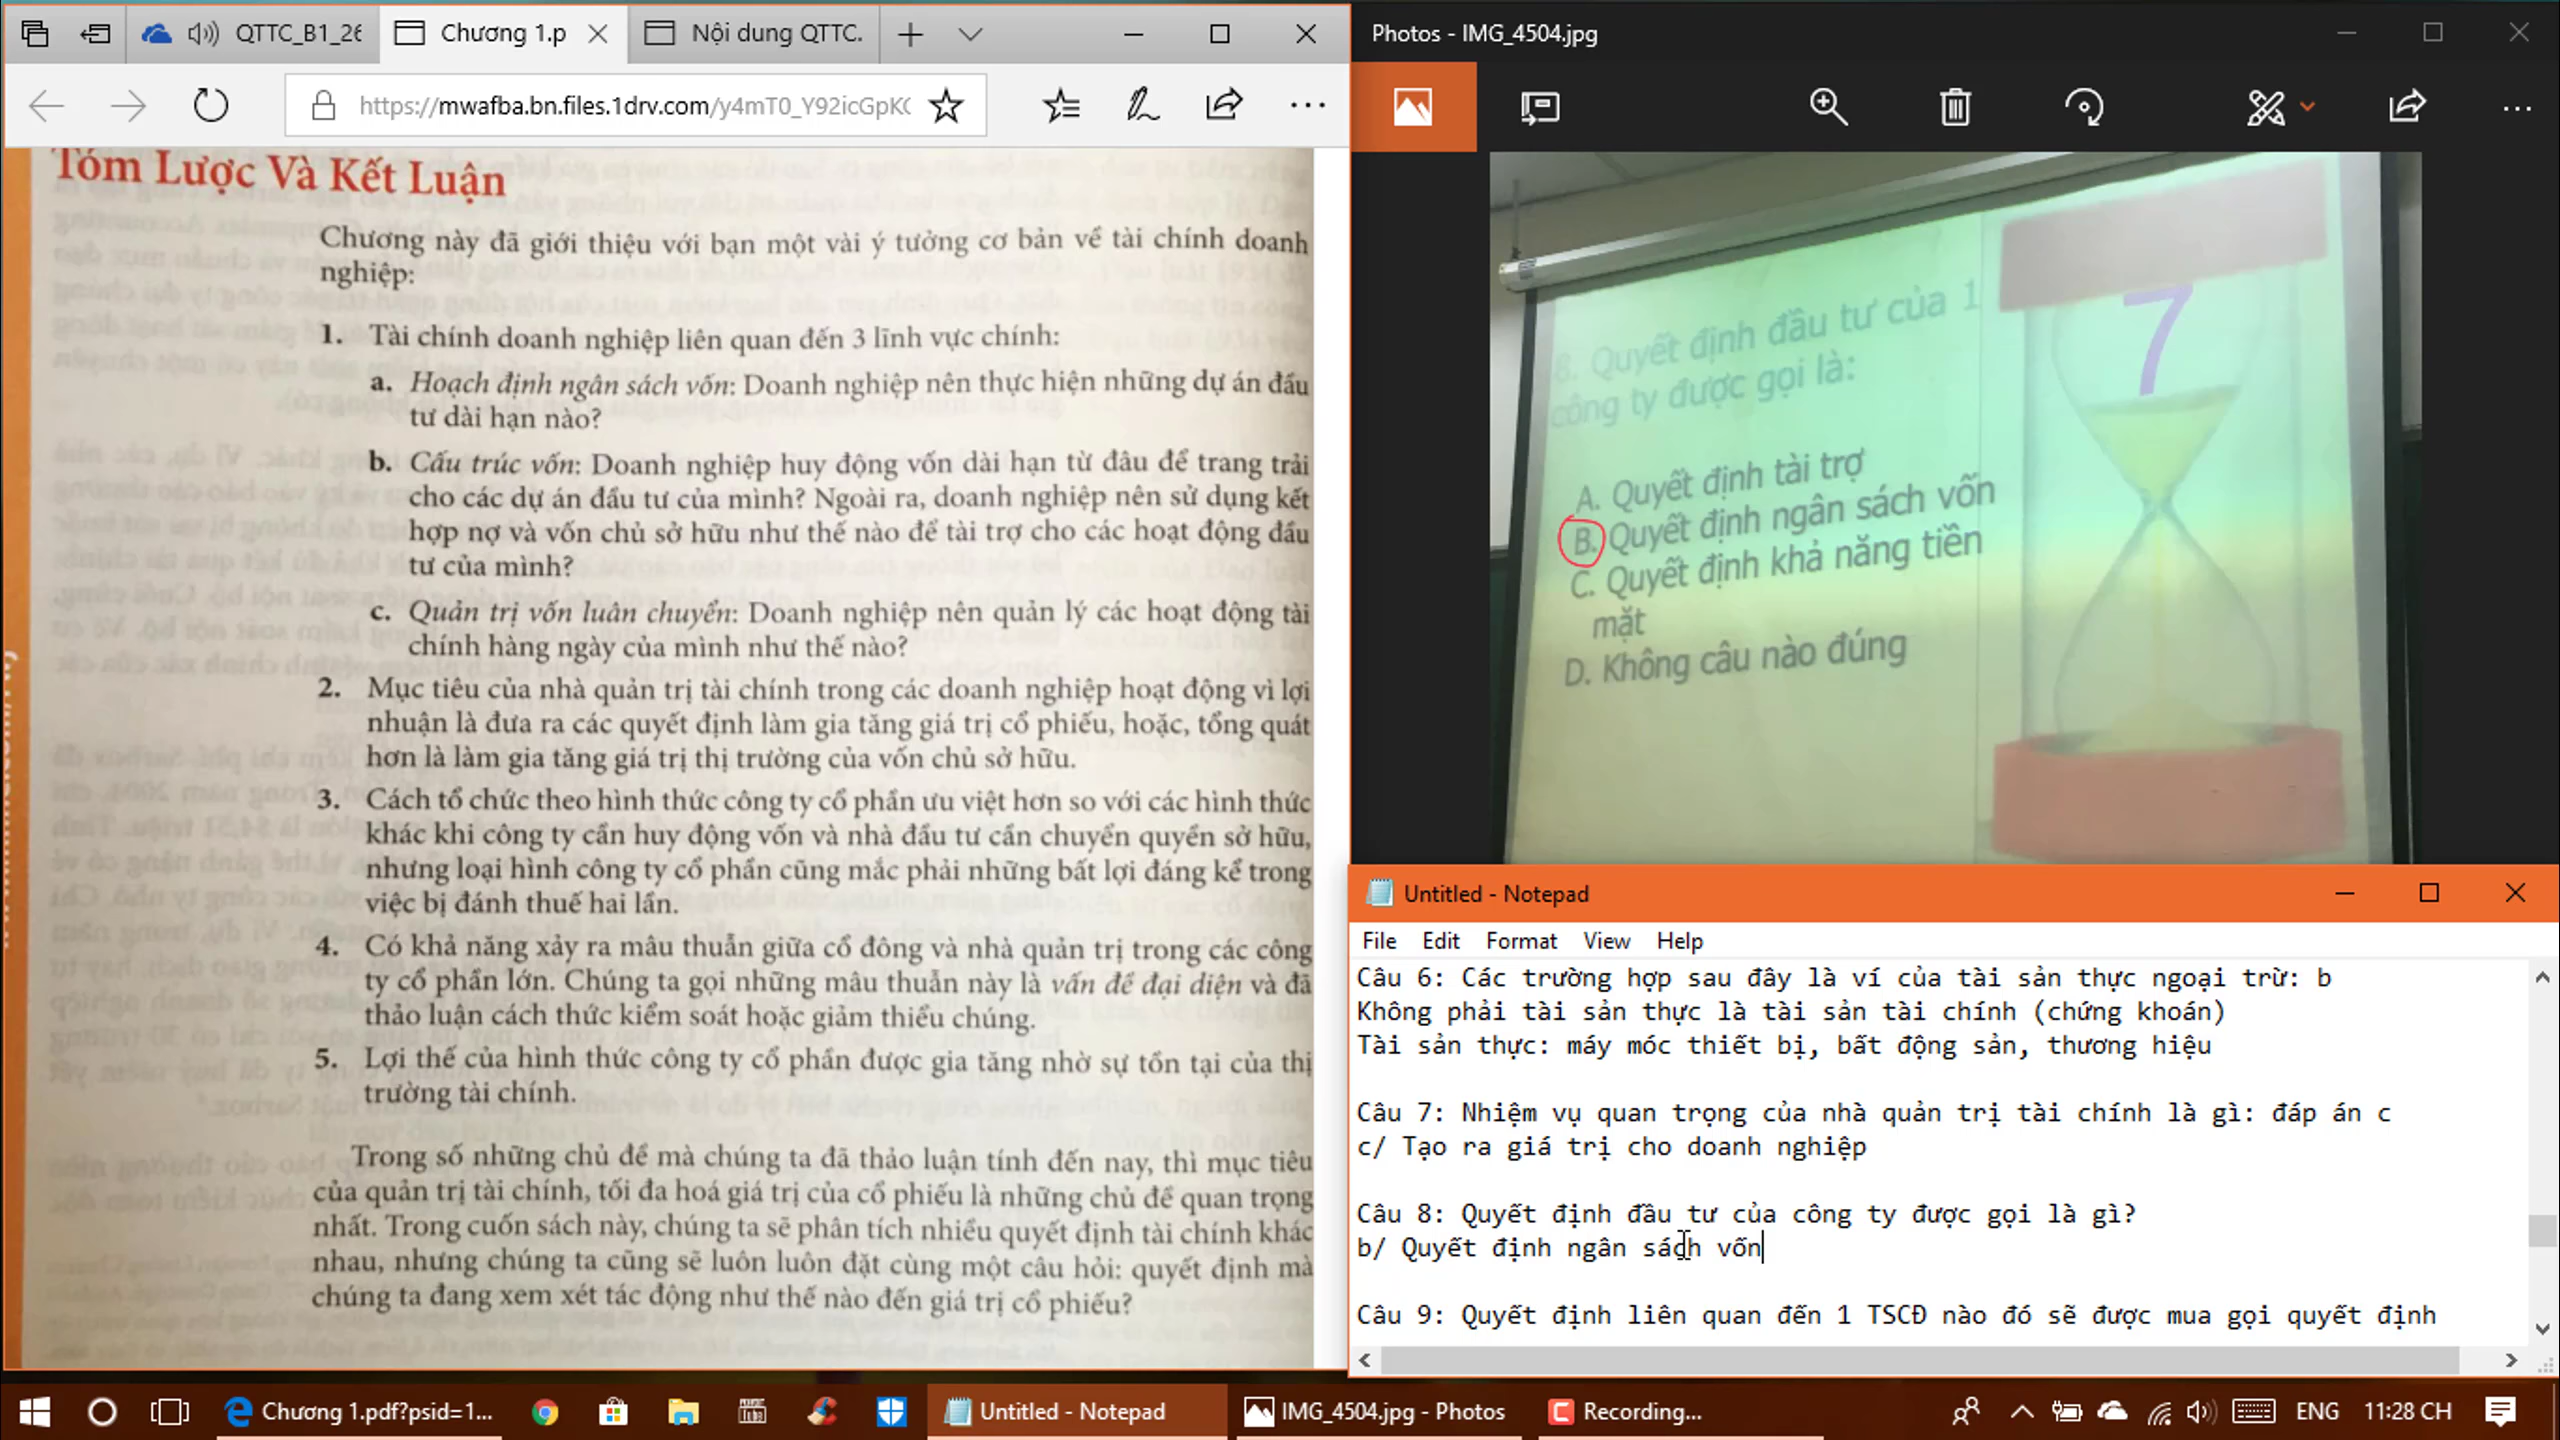 QTTC_B1_26
Chương 1.p
Nội dung QTTC.
https://mwafba.bn.files.1drv.com/y4mT0_Y92icGpK
Tóm Lược Và Kết Luận
Chương này đã giới thiệu với bạn một vài ý tưởng cơ bản về tài chính doanh
nghiệp:
1. Tài chính doanh nghiệp liên quan đến 3 lĩnh vực chính:
a. Hoạch định ngân sách vốn: Doanh nghiệp nên thực hiện những dự án đầu
tư dài hạn nào?
b. Cấu trúc vốn: Doanh nghiệp huy động vốn dài hạn từ đâu để trang trải
cho các dự án đầu tư của mình? Ngoài ra, doanh nghiệp nên sử dụng kết
hợp nợ và vốn chủ sở hữu như thế nào để tài trợ cho các hoạt động đầu
tư của mình?
c. Quản trị vốn luân chuyển: Doanh nghiệp nên quản lý các hoạt động tài
chính hàng ngày của mình như thế nào?
2. Mục tiêu của nhà quản trị tài chính trong các doanh nghiệp hoạt động vì lợi
nhuận là đưa ra các quyết định làm gia tăng giá trị cổ phiếu, hoặc, tổng quát
hơn là làm gia tăng giá trị thị trường của vốn chủ sở hữu.
3. Cách tổ chức theo hình thức công ty cổ phần ưu việt hơn so với các hình thức
khác khi công ty cần huy động vốn và nhà đầu tư cần chuyển quyền sở hữu,
nhưng loại hình công ty cổ phần cũng mắc phải những bất lợi đáng kể trong
việc bị đánh thuế hai lần.
4. Có khả năng xảy ra mâu thuẫn giữa cổ đông và nhà quản trị trong các công
ty cổ phần lớn. Chúng ta gọi những mâu thuẫn này là vấn đề đại diện và đã
thảo luận cách thức kiểm soát hoặc giảm thiểu chúng.
5. Lợi thế của hình thức công ty cổ phần được gia tăng nhờ sự tồn tại của thị
trường tài chính.
Trong số những chủ đề mà chúng ta đã thảo luận tính đến nay, thì mục tiêu
của quản trị tài chính, tối đa hoá giá trị của cổ phiếu là những chủ đề quan trọng
nhất. Trong cuốn sách này, chúng ta sẽ phân tích nhiều quyết định tài chính khác
nhau, nhưng chúng ta cũng sẽ luôn luôn đặt cùng một câu hỏi: quyết định mà
chúng ta đang xem xét tác động như thế nào đến giá trị cổ phiếu?
Photos - IMG_4504.jpg
8. Quyết định đầu tư của 1
công ty được gọi là:
A. Quyết định tài trợ
B. Quyết định ngân sách vốn
C. Quyết định khả năng tiền
mặt
D. Không câu nào đúng
7
Untitled - Notepad
File Edit Format View Help
Câu 6: Các trường hợp sau đây là ví của tài sản thực ngoại trừ: b
Không phải tài sản thực là tài sản tài chính (chứng khoán)
Tài sản thực: máy móc thiết bị, bất động sản, thương hiệu
Câu 7: Nhiệm vụ quan trọng của nhà quản trị tài chính là gì: đáp án c
c/ Tạo ra giá trị cho doanh nghiệp
Câu 8: Quyết định đầu tư của công ty được gọi là gì?
b/ Quyết định ngân sách vốn
Câu 9: Quyết định liên quan đến 1 TSCĐ nào đó sẽ được mua gọi quyết định
Chương 1.pdf?psid=1...
Untitled - Notepad
IMG_4504.jpg - Photos
Recording...
ENG
11:28 CH